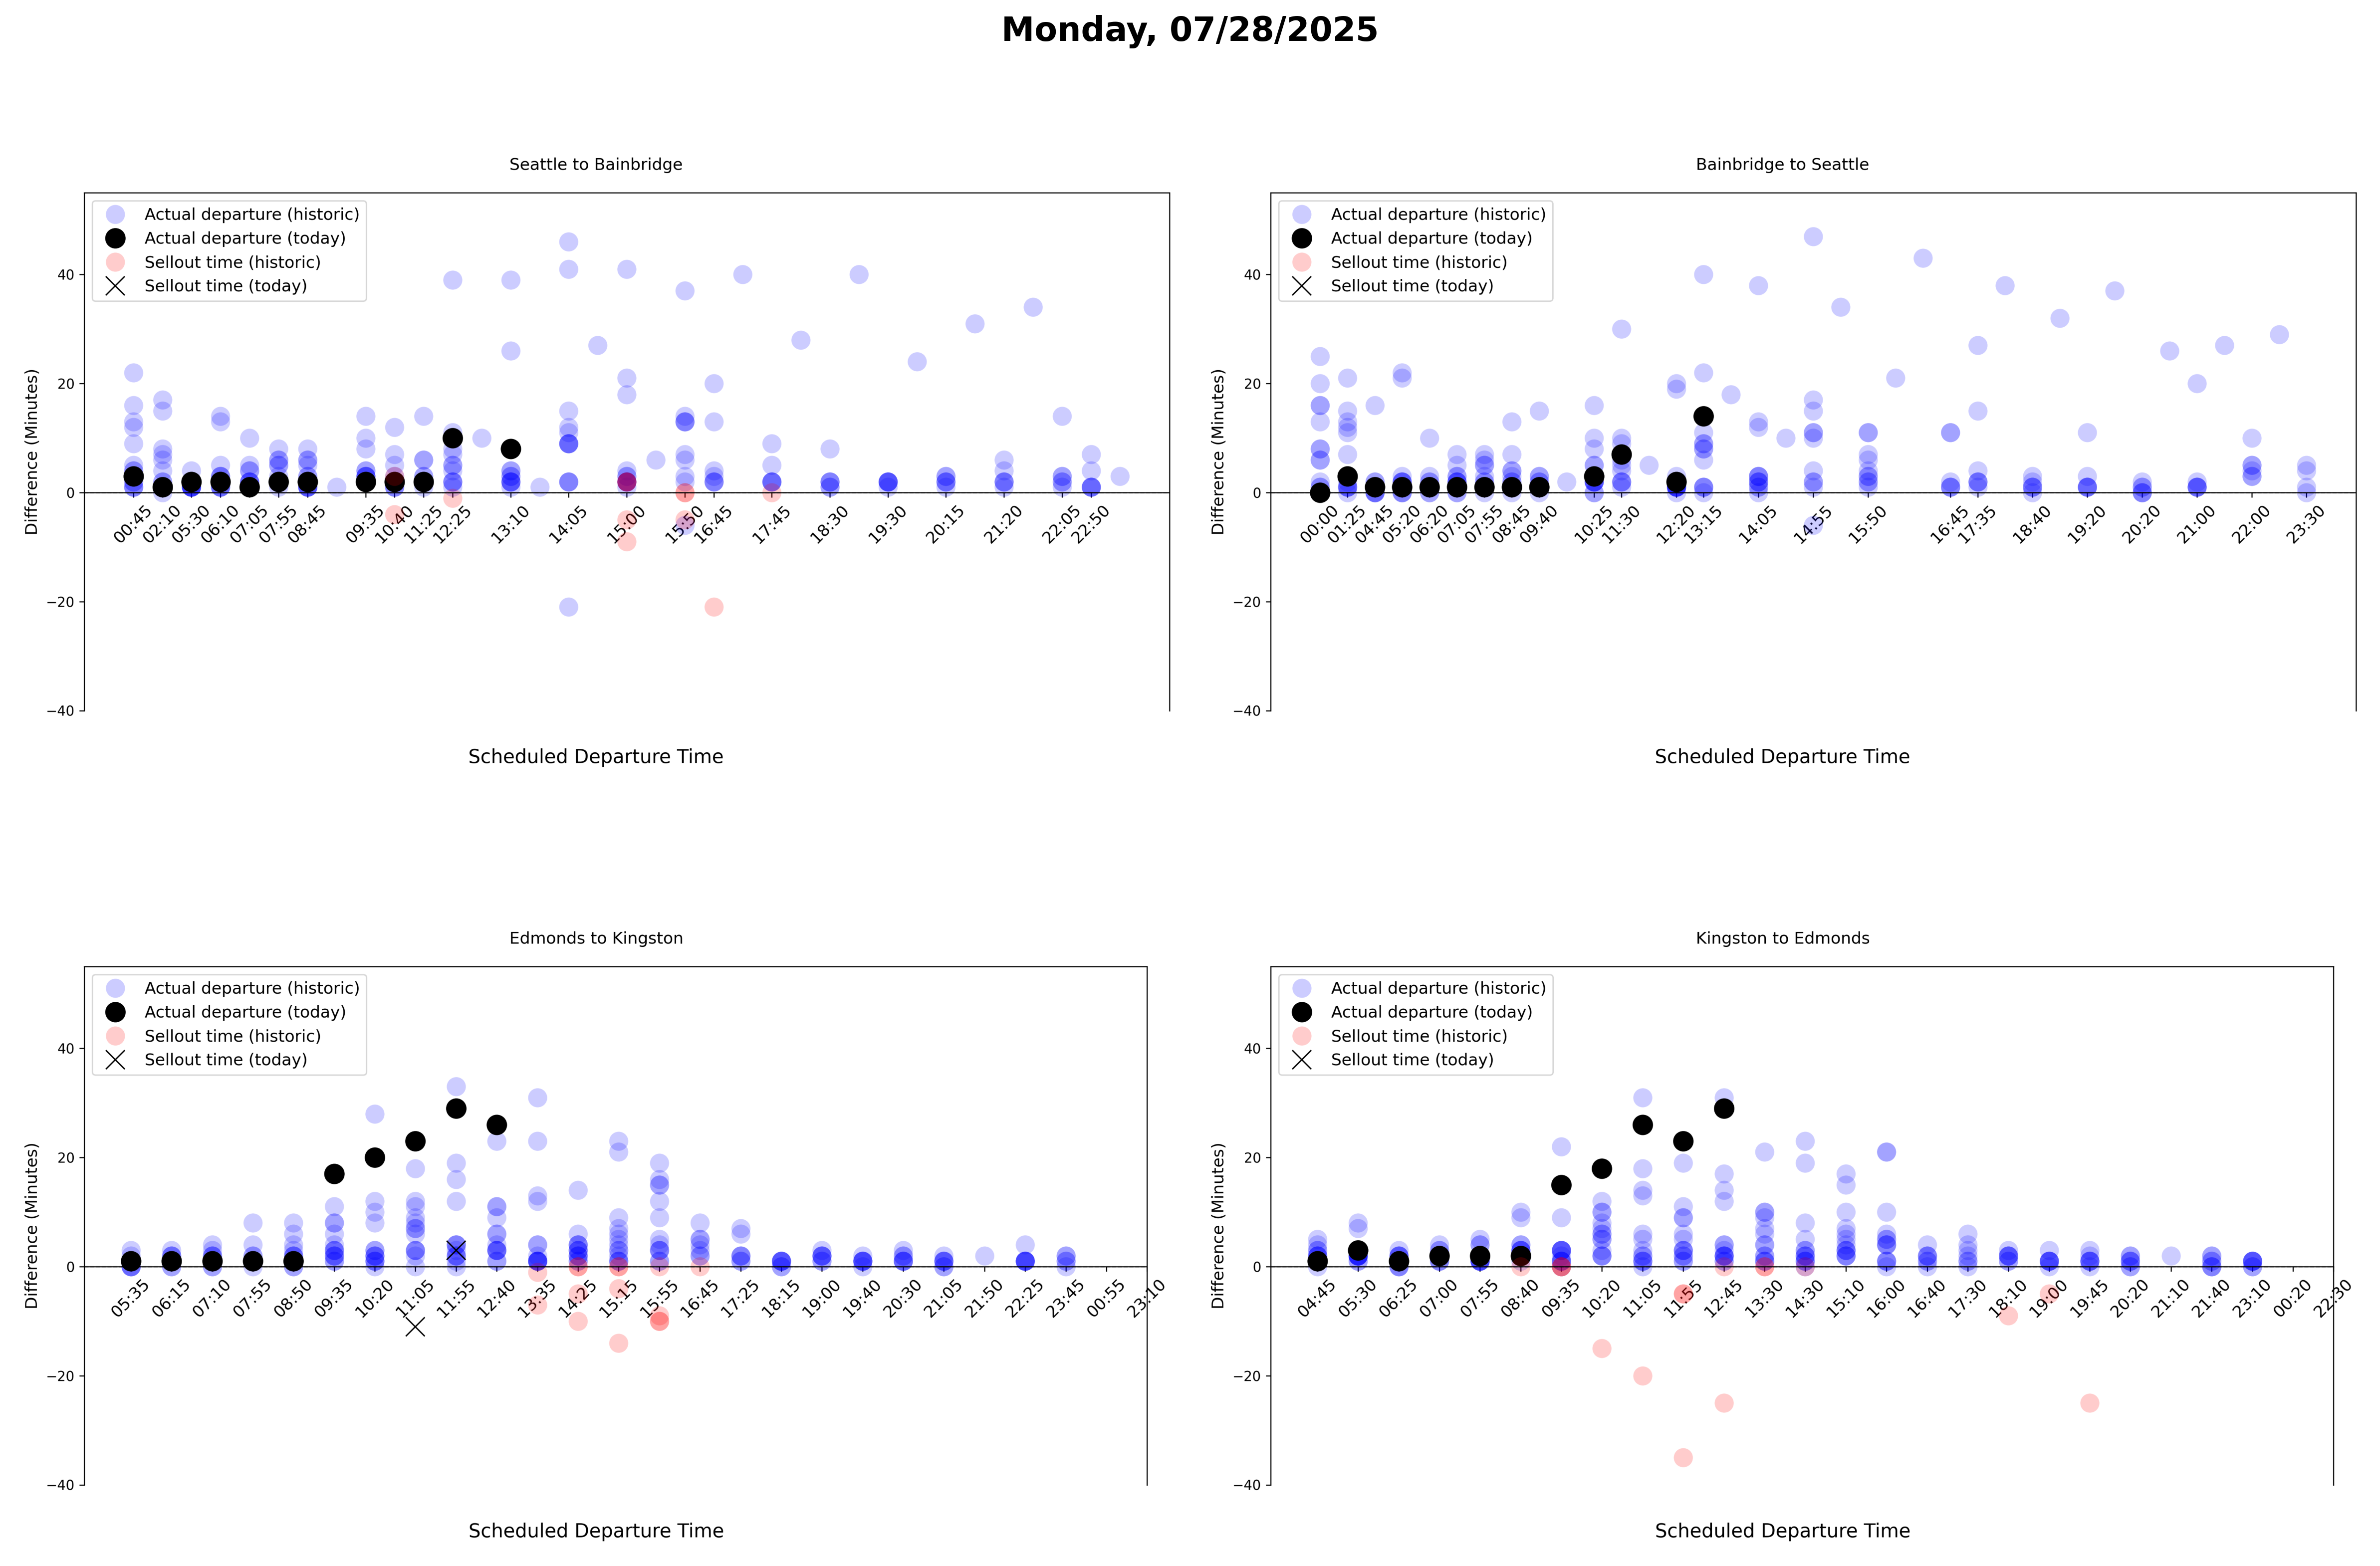 Monday, 07/28/2025
Seattle to Bainbridge
Difference (Minutes)
40
20
0
−20
−40
Actual departure (historic)
Actual departure (today)
Sellout time (historic)
Sellout time (today)
00:45 02:10 05:30 06:10 07:05 07:55 08:45 09:35 10:40 11:25 12:25 13:10 14:05 15:00 15:50 16:45 17:45 18:30 19:30 20:15 21:20 22:05 22:50
Scheduled Departure Time
Bainbridge to Seattle
Difference (Minutes)
40
20
0
−20
−40
Actual departure (historic)
Actual departure (today)
Sellout time (historic)
Sellout time (today)
00:00 01:25 04:45 05:20 06:20 07:05 07:55 08:45 09:40 10:25 11:30 12:20 13:15 14:05 14:55 15:50 16:45 17:35 18:40 19:20 20:20 21:00 22:00 23:30
Scheduled Departure Time
Edmonds to Kingston
Difference (Minutes)
40
20
0
−20
−40
Actual departure (historic)
Actual departure (today)
Sellout time (historic)
Sellout time (today)
05:35 06:15 07:10 07:55 08:50 09:35 10:20 11:05 11:55 12:40 13:35 14:25 15:15 15:55 16:45 17:25 18:15 19:00 19:40 20:30 21:05 21:50 22:25 23:45 00:55 23:10
Scheduled Departure Time
Kingston to Edmonds
Difference (Minutes)
40
20
0
−20
−40
Actual departure (historic)
Actual departure (today)
Sellout time (historic)
Sellout time (today)
04:45 05:30 06:25 07:00 07:55 08:40 09:35 10:20 11:05 11:55 12:45 13:30 14:30 15:10 16:00 16:40 17:30 18:10 19:00 19:45 20:20 21:10 21:40 23:10 00:20 22:30
Scheduled Departure Time